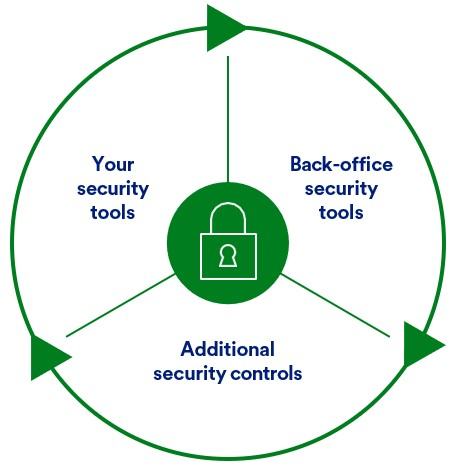 Your
security
tools
Back-office
security
tools
Additional
security controls